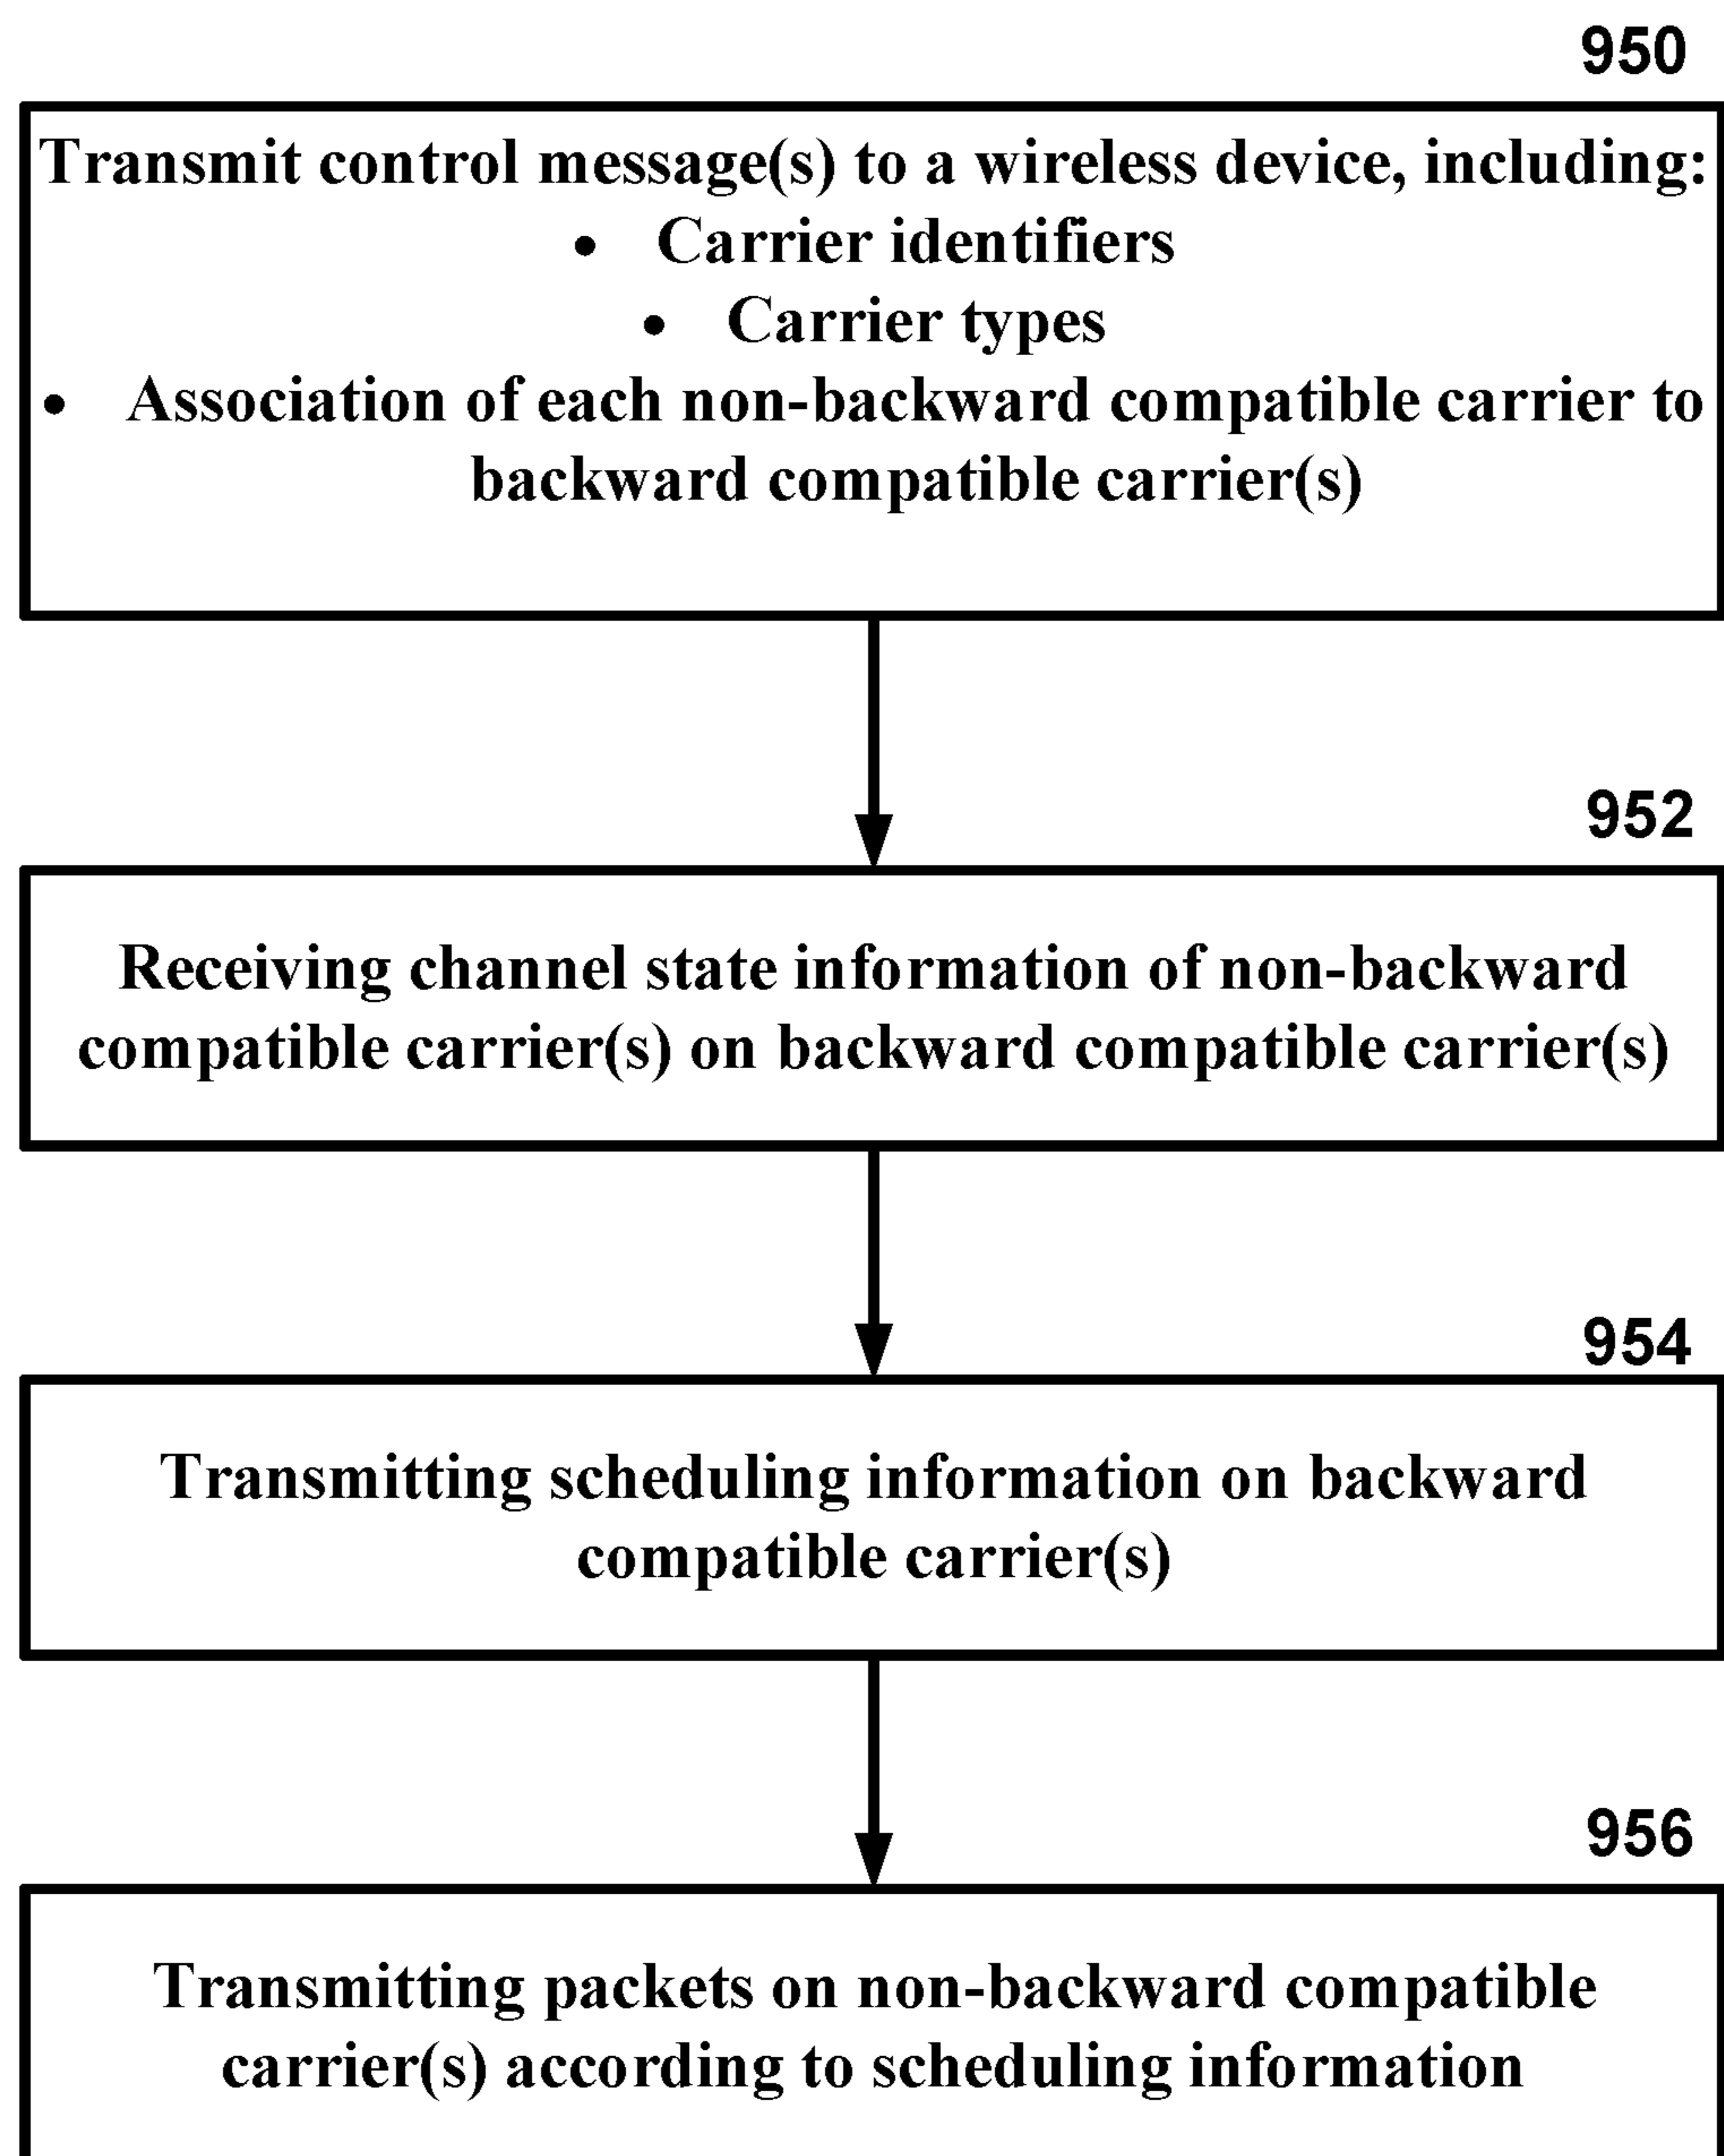 950
Transmit control message(s) to a wireless device, including:
• Carrier identifiers
• Carrier types
• Association of each non-backward compatible carrier to
backward compatible carrier(s)
952
Receiving channel state information of non-backward
compatible carrier(s) on backward compatible carrier(s)
954
Transmitting scheduling information on backward
compatible carrier(s)
956
Transmitting packets on non-backward compatible
carrier(s) according to scheduling information